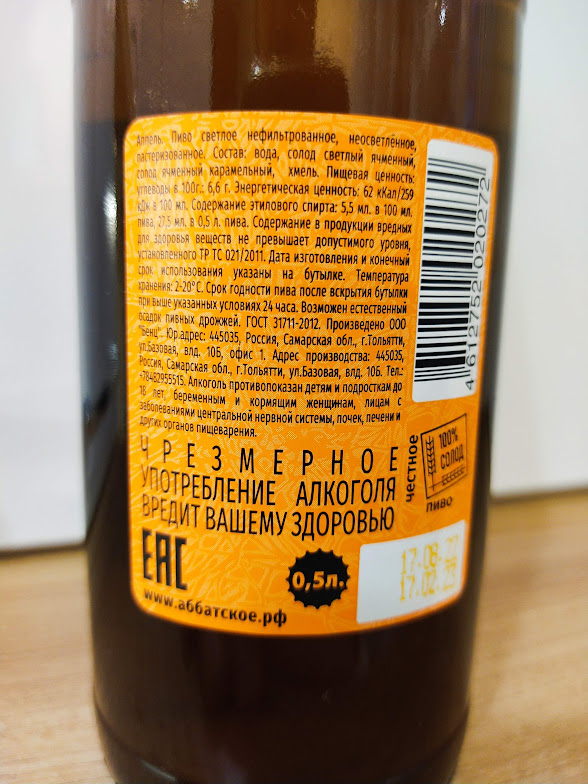 Аппель. Пиво светлое нефильтрованное, неосветлённое,
пастеризованное. Состав: вода, солод светлый ячменный,
солод ячменный карамельный, хмель. Пищевая ценность:
углеводы в 100г.: 6,6 г. Энергетическая ценность: 62 кКал/259
кДж в 100 мл. Содержание этилового спирта: 5,5 мл. в 100 мл.
пива, 27,5 мл. в 0,5 л. пива. Содержание в продукции вредных
для здоровья веществ не превышает допустимого уровня,
установленного ТР ТС 021/2011. Дата изготовления и конечный
срок использования указаны на бутылке. Температура
хранения: 2-20°С. Срок годности пива после вскрытия бутылки
при выше указанных условиях 24 часа. Возможен естественный
осадок пивных дрожжей. ГОСТ 31711-2012. Произведено ООО
"Бенц". Юр.адрес: 445035, Россия, Самарская обл., г.Тольятти,
ул.Базовая, влд. 10Б, офис 1. Адрес производства: 445035,
Россия, Самарская обл., г.Тольятти, ул.Базовая, влд. 10Б. Тел.:
+78482955515. Алкоголь противопоказан детям и подросткам до
18 лет, беременным и кормящим женщинам, лицам с
заболеваниями центральной нервной системы, почек, печени и
других органов пищеварения.
ЧРЕЗМЕРНОЕ
УПОТРЕБЛЕНИЕ АЛКОГОЛЯ
ВРЕДИТ ВАШЕМУ ЗДОРОВЬЮ
EAC
0,5л.
www.аббатское.рф
4 612752 020272
честное
100%
СОЛОД
ПИВО
17.08.22
17.02.23